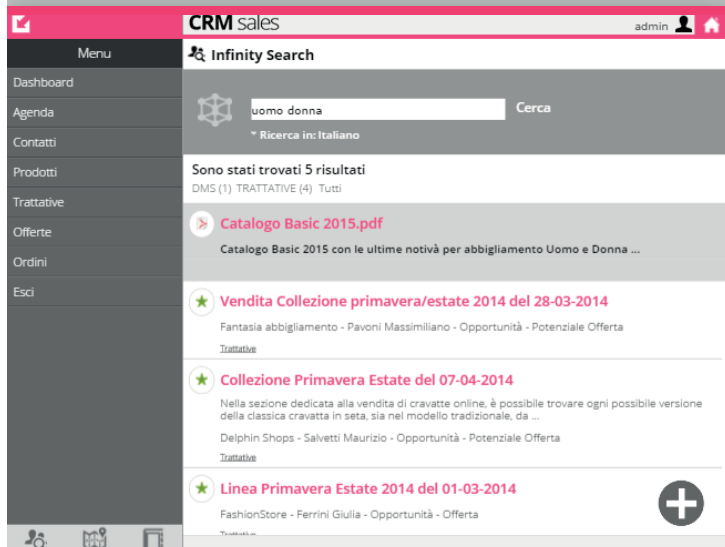 CRM sales
admin
Menu
Infinity Search
Dashboard
Agenda
Contatti
Prodotti
Trattative
Offerte
Ordini
Esci
uomo donna
Cerca
* Ricerca in: Italiano
Sono stati trovati 5 risultati
DMS (1) TRATTATIVE (4) Tutti
Catalogo Basic 2015.pdf
Catalogo Basic 2015 con le ultime notivà per abbigliamento Uomo e Donna ...
Vendita Collezione primavera/estate 2014 del 28-03-2014
Fantasia abbigliamento - Pavoni Massimiliano - Opportunità - Potenziale Offerta
Trattative
Collezione Primavera Estate del 07-04-2014
Nella sezione dedicata alla vendita di cravatte online, è possibile trovare ogni possibile versione
della classica cravatta in seta, sia nel modello tradizionale, da ...
Delphin Shops - Salvetti Maurizio - Opportunità - Potenziale Offerta
Trattative
Linea Primavera Estate 2014 del 01-03-2014
FashionStore - Ferrini Giulia - Opportunità - Offerta